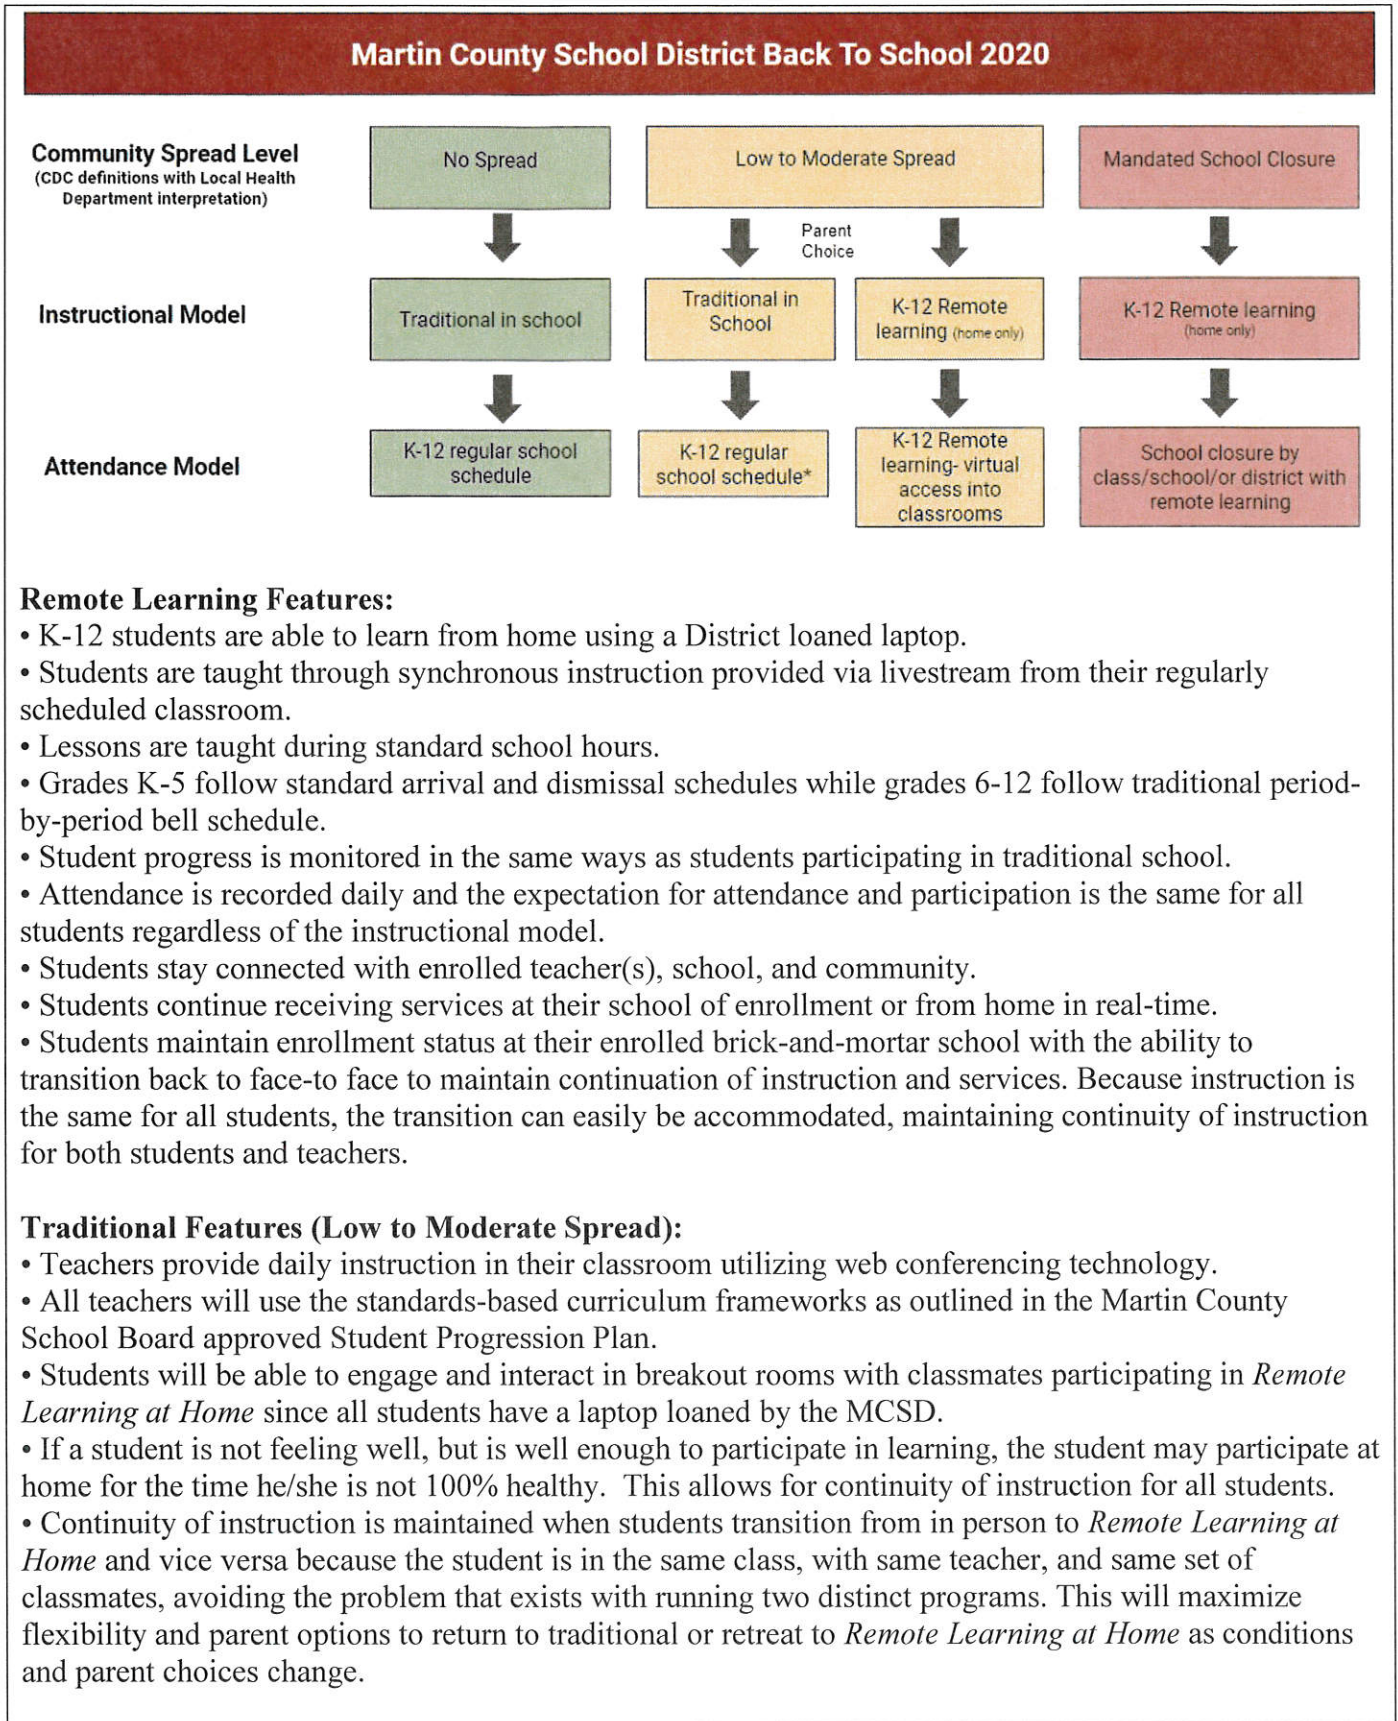 Martin County School District Back To School 2020
Community Spread Level
(CDC definitions with Local Health
Department interpretation)
No Spread
Low to Moderate Spread
Mandated School Closure
Parent
Choice
Instructional Model
Traditional in school
Traditional in
School
K-12 Remote
learning (home only)
K-12 Remote learning
(home only)
Attendance Model
K-12 regular school
schedule
K-12 regular
school schedule*
K-12 Remote
learning- virtual
access into
classrooms
School closure by
class/school/or district with
remote learning
Remote Learning Features:
• K-12 students are able to learn from home using a District loaned laptop.
• Students are taught through synchronous instruction provided via livestream from their regularly
scheduled classroom.
• Lessons are taught during standard school hours.
• Grades K-5 follow standard arrival and dismissal schedules while grades 6-12 follow traditional period-
by-period bell schedule.
• Student progress is monitored in the same ways as students participating in traditional school.
• Attendance is recorded daily and the expectation for attendance and participation is the same for all
students regardless of the instructional model.
• Students stay connected with enrolled teacher(s), school, and community.
• Students continue receiving services at their school of enrollment or from home in real-time.
• Students maintain enrollment status at their enrolled brick-and-mortar school with the ability to
transition back to face-to face to maintain continuation of instruction and services. Because instruction is
the same for all students, the transition can easily be accommodated, maintaining continuity of instruction
for both students and teachers.
Traditional Features (Low to Moderate Spread):
• Teachers provide daily instruction in their classroom utilizing web conferencing technology.
• All teachers will use the standards-based curriculum frameworks as outlined in the Martin County
School Board approved Student Progression Plan.
• Students will be able to engage and interact in breakout rooms with classmates participating in Remote
Learning at Home since all students have a laptop loaned by the MCSD.
• If a student is not feeling well, but is well enough to participate in learning, the student may participate at
home for the time he/she is not 100% healthy.  This allows for continuity of instruction for all students.
• Continuity of instruction is maintained when students transition from in person to Remote Learning at
Home and vice versa because the student is in the same class, with same teacher, and same set of
classmates, avoiding the problem that exists with running two distinct programs. This will maximize
flexibility and parent options to return to traditional or retreat to Remote Learning at Home as conditions
and parent choices change.